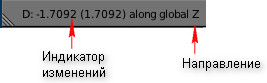 D: -1.7092 (1.7092) along global Z
Индикатор
изменений
Направление